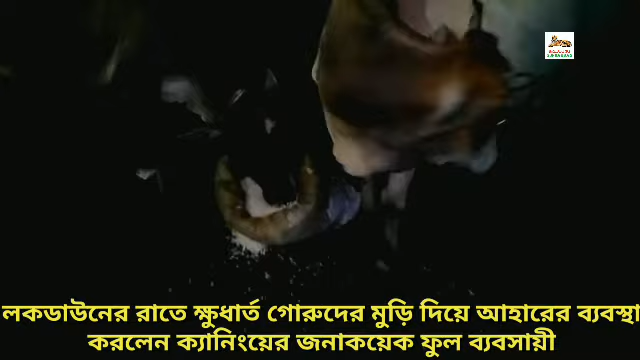 লকডাউনের রাতে ক্ষুধার্ত গোরুদের মুড়ি দিয়ে আহারের ব্যবস্থা
করলেন ক্যানিংয়ের জনাকয়েক ফুল ব্যবসায়ী